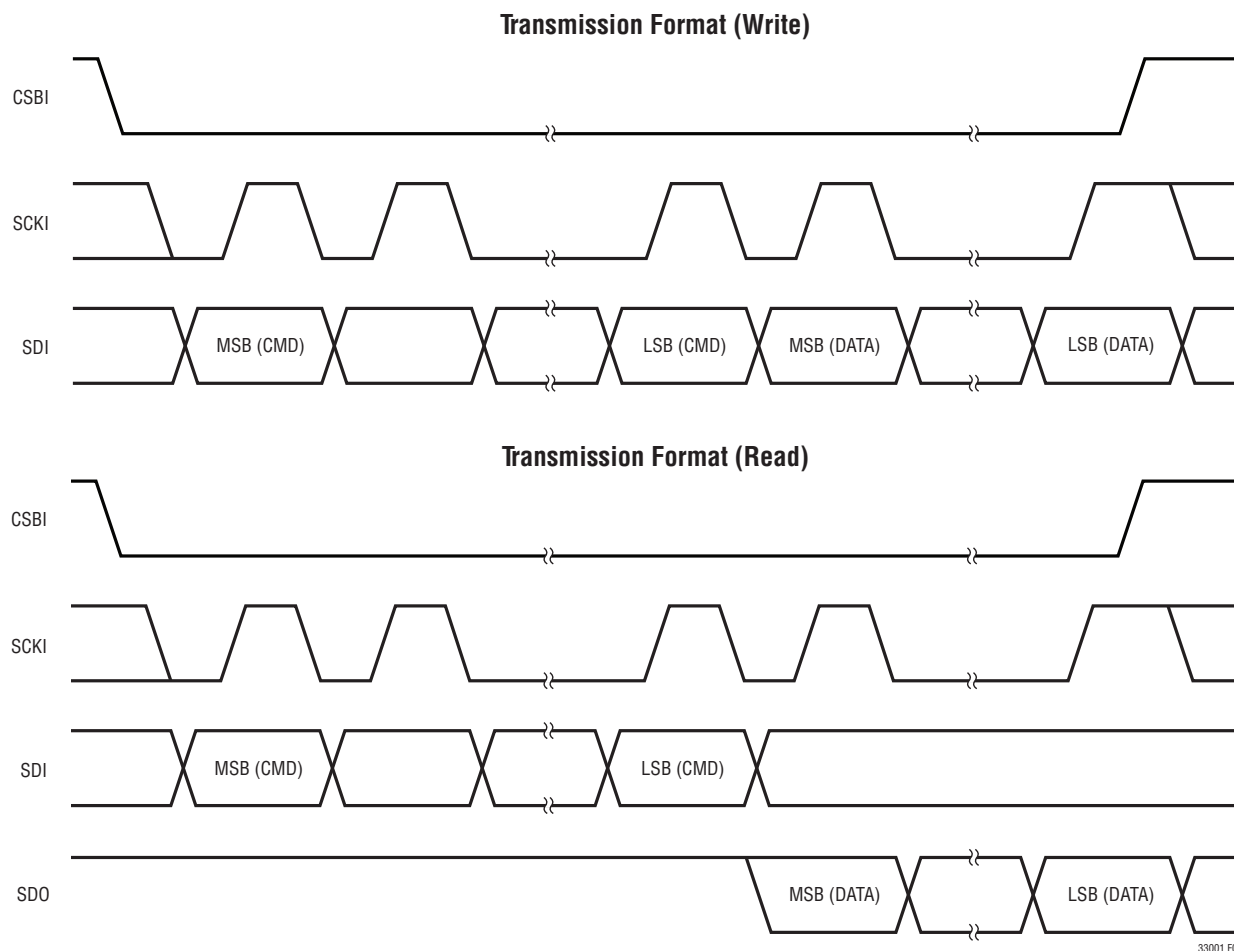 Transmission Format (Write)
CSBI
SCKI
SDI
MSB (CMD)
LSB (CMD)
MSB (DATA)
LSB (DATA)
Transmission Format (Read)
CSBI
SCKI
SDI
MSB (CMD)
LSB (CMD)
SDO
MSB (DATA)
LSB (DATA)
33001